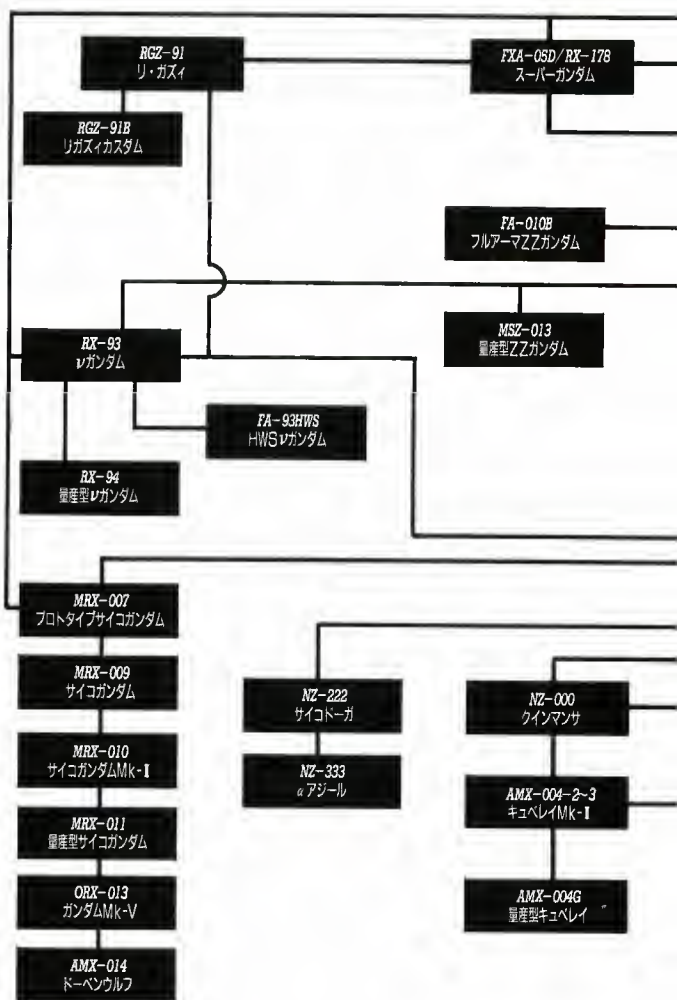 RGZ-91
リ・ガズィ
FXA-05D/RX-178
スーパーガンダム
RGZ-91B
リガズィカスダム
FA-010B
フルアーマZZガンダム
MSZ-013
量産型ZZガンダム
RX-93
νガンダム
FA-93HWS
HWSνガンダム
RX-94
量産型νガンダム
MRX-007
プロトタイプサイコガンダム
MRX-009
サイコガンダム
MRX-010
サイコガンダムMk-Ⅱ
MRX-011
量産型サイコガンダム
ORX-013
ガンダムMk-V
AMX-014
ドーベンウルフ
NZ-222
サイコドーガ
NZ-333
αアジール
NZ-000
クインマンサ
AMX-004-2~3
キュベレイMk-Ⅱ
AMX-004G
量産型キュベレイ